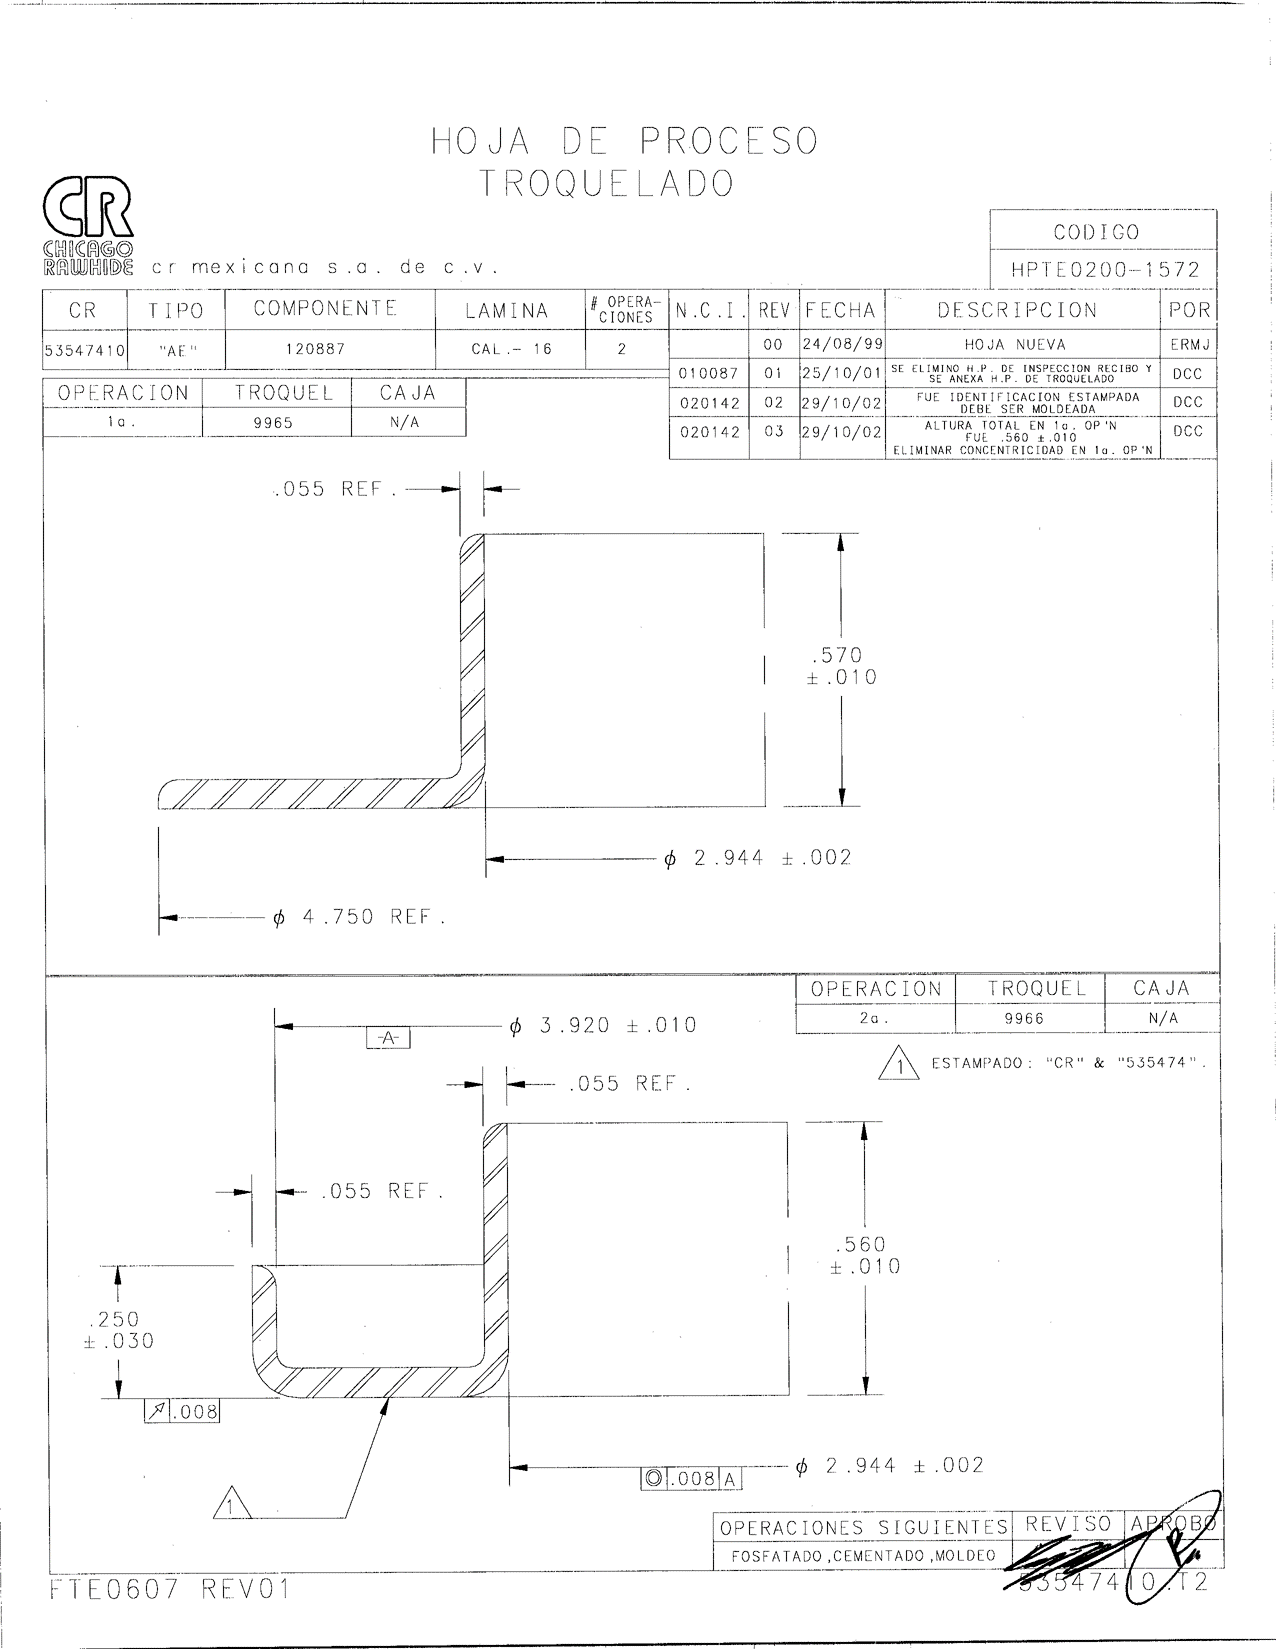 HOJA DE PROCESO
TROQUELADO
CR
CHICAGO
RAWHIDE
cr mexicana s.a. de c.v.
CODIGO
HPTE0200-1572
CR TIPO COMPONENTE LAMINA # OPERA-CIONES
53547410 "AE" 120887 CAL.- 16 2
N.C.I. REV FECHA DESCRIPCION POR
00 24/08/99 HOJA NUEVA ERMJ
010087 01 25/10/01 SE ELIMINO H.P. DE INSPECCION RECIBO Y
SE ANEXA H.P. DE TROQUELADO DCC
020142 02 29/10/02 FUE IDENTIFICACION ESTAMPADA
DEBE SER MOLDEADA DCC
020142 03 29/10/02 ALTURA TOTAL EN 1a. OP'N
FUE .560 ±.010
ELIMINAR CONCENTRICIDAD EN 1a. OP'N DCC
OPERACION TROQUEL CAJA
1a. 9965 N/A
.055 REF.
.570
±.010
ϕ 2.944 ±.002
ϕ 4.750 REF.
OPERACION TROQUEL CAJA
2a. 9966 N/A
1 ESTAMPADO: "CR" & "535474".
ϕ 3.920 ±.010
-A-
.055 REF.
.055 REF.
.560
±.010
.250
±.030
.008
ϕ 2.944 ±.002
.008 A
1
OPERACIONES SIGUIENTES REVISO APROBO
FOSFATADO,CEMENTADO,MOLDEO
FTE0607 REV01
53547410.T2